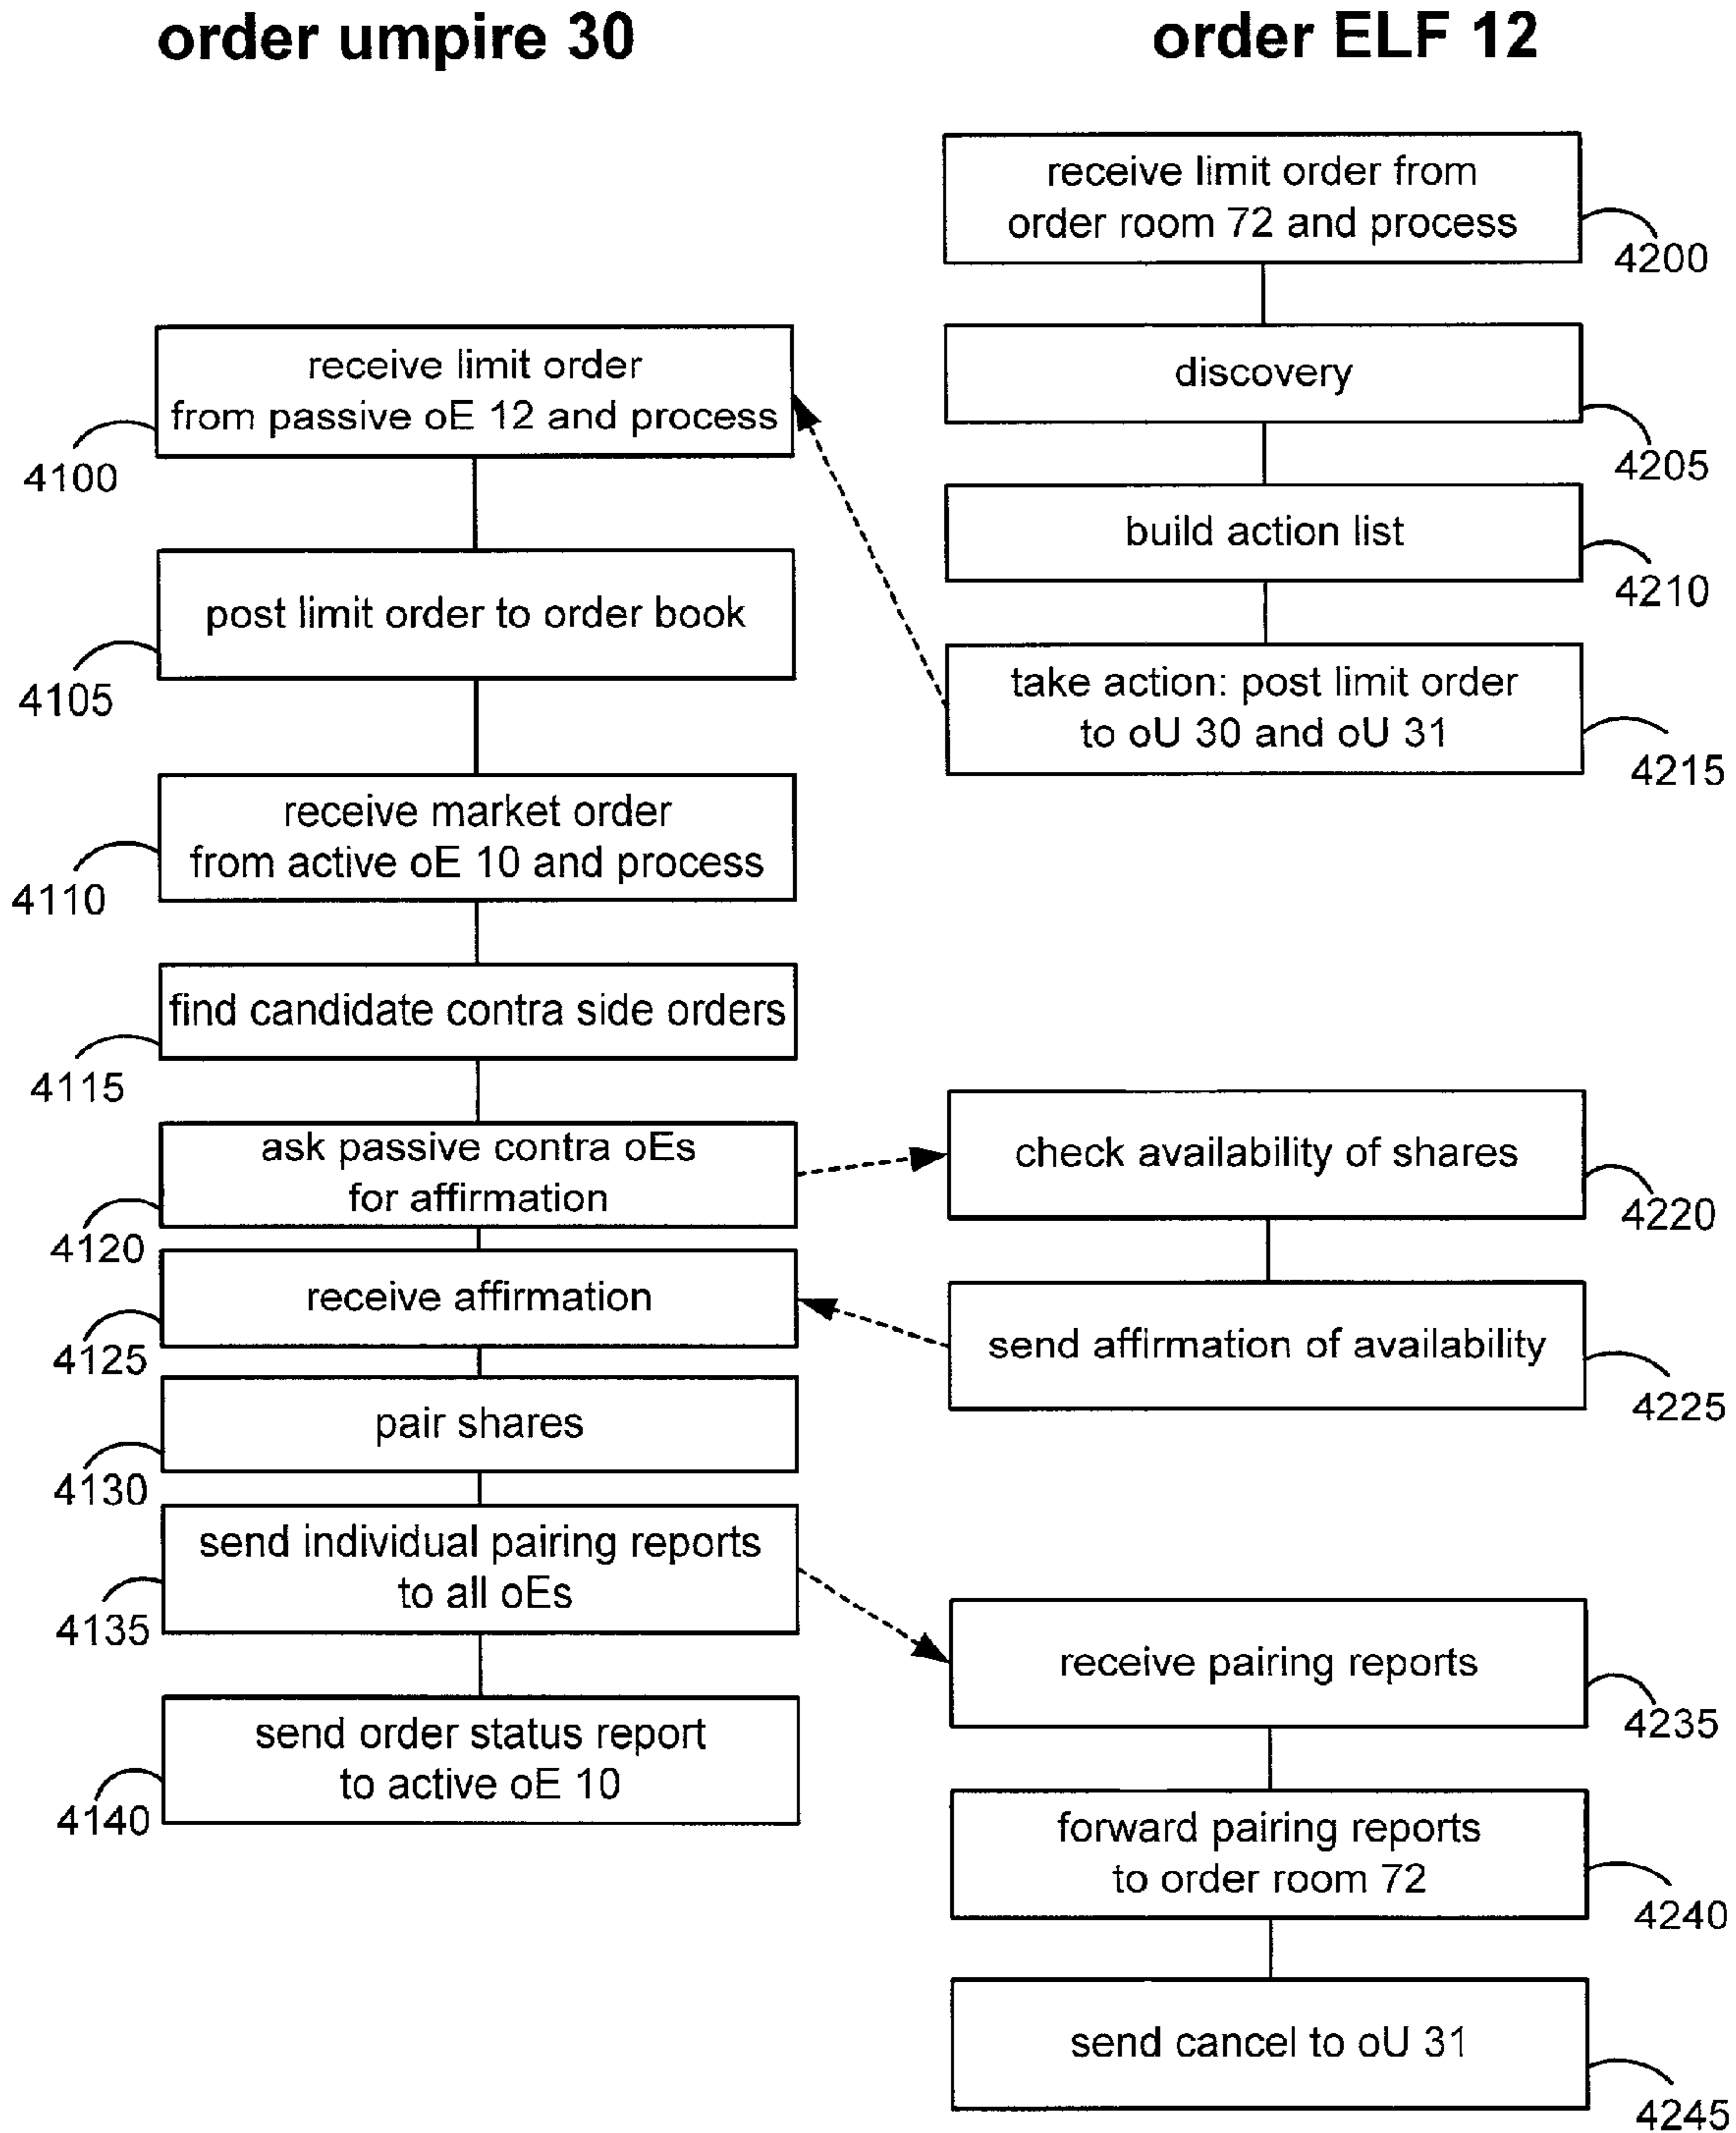 order umpire 30
order ELF 12
receive limit order from
order room 72 and process
4200
discovery
4205
build action list
4210
take action: post limit order
to oU 30 and oU 31
4215
receive limit order
from passive oE 12 and process
4100
post limit order to order book
4105
receive market order
from active oE 10 and process
4110
find candidate contra side orders
4115
ask passive contra oEs
for affirmation
4120
check availability of shares
4220
receive affirmation
4125
send affirmation of availability
4225
pair shares
4130
send individual pairing reports
to all oEs
4135
receive pairing reports
4235
send order status report
to active oE 10
4140
forward pairing reports
to order room 72
4240
send cancel to oU 31
4245